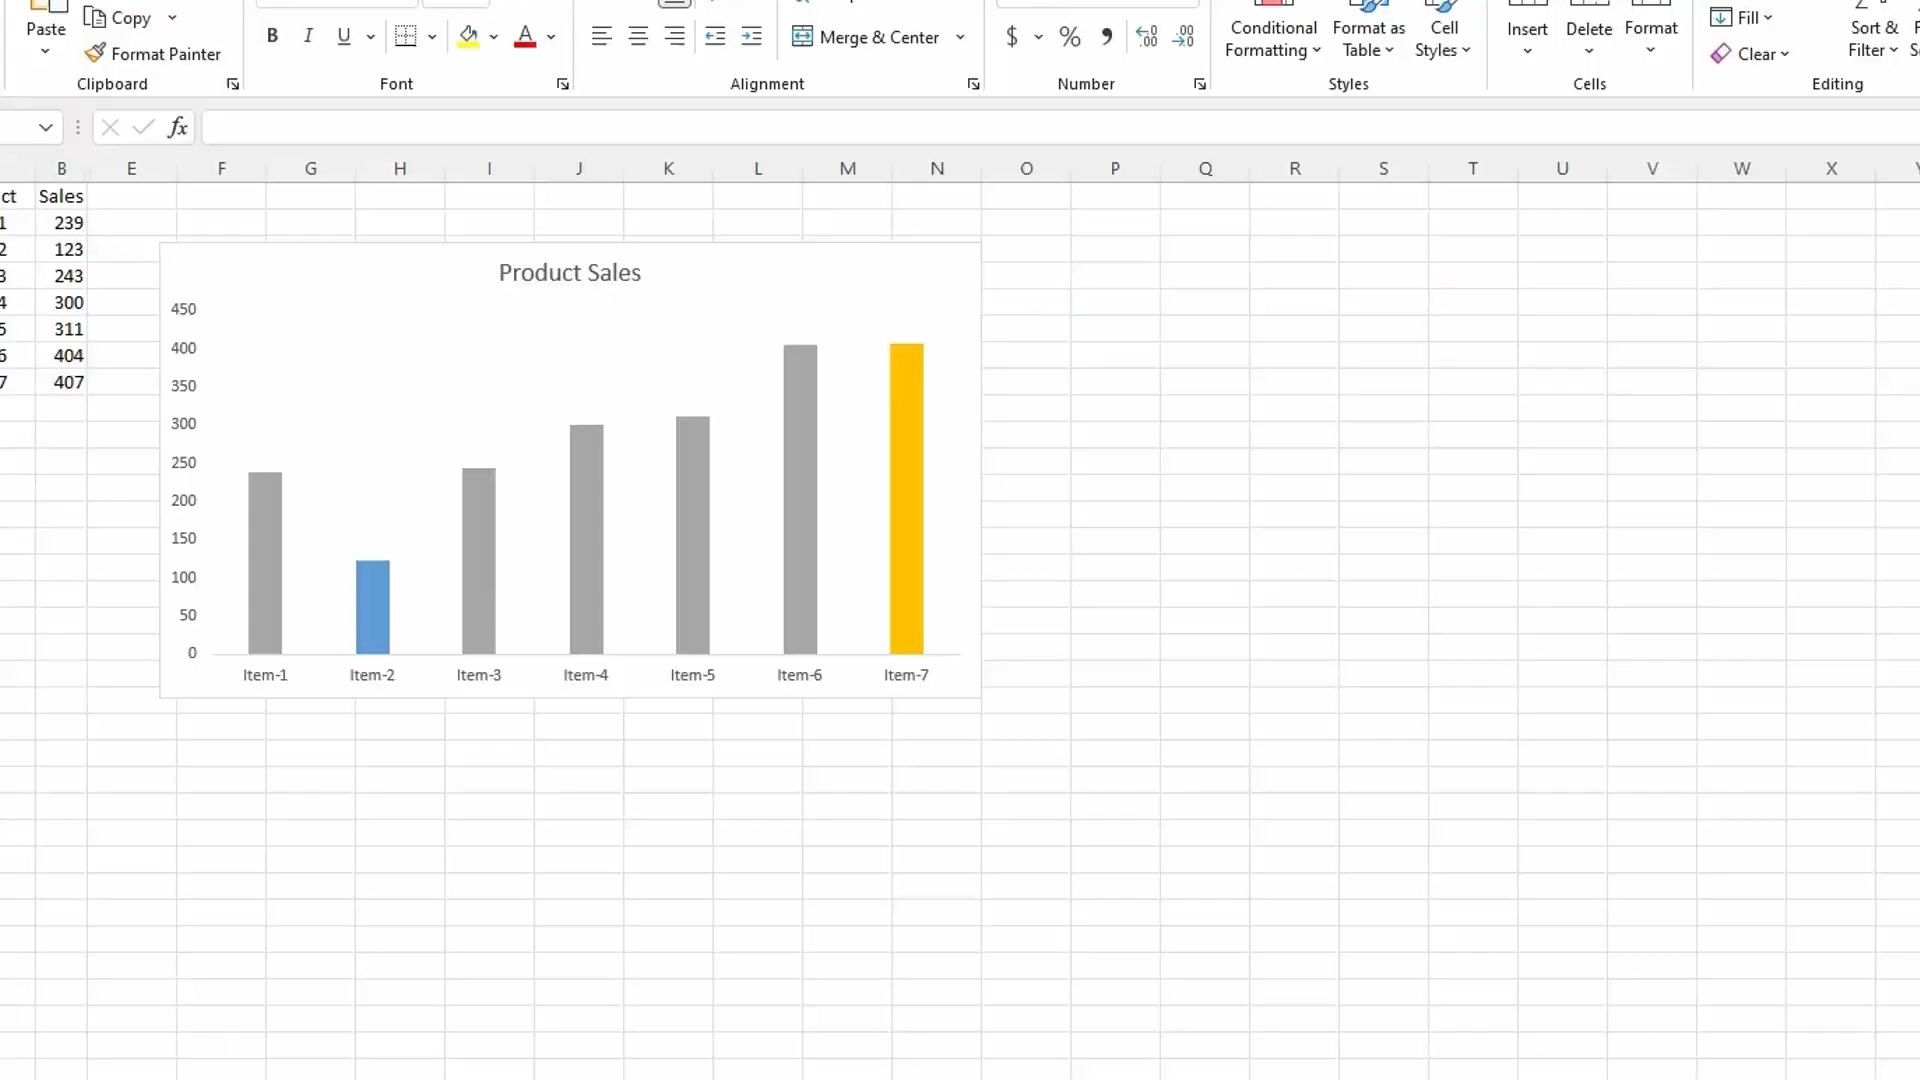 Paste
Copy
Format Painter
Clipboard
B I U
A
Font
Merge & Center
Alignment
$ %
Number
Conditional
Formatting
Format as
Table
Cell
Styles
Styles
Insert
Delete
Format
Cells
Fill
Clear
Sort &
Filter
Editing
fx
B E F G H I J K L M N O P Q R S T U V W X
ct Sales
1 239
2 123
3 243
4 300
5 311
6 404
7 407
Product Sales
450
400
350
300
250
200
150
100
50
0
Item-1 Item-2 Item-3 Item-4 Item-5 Item-6 Item-7